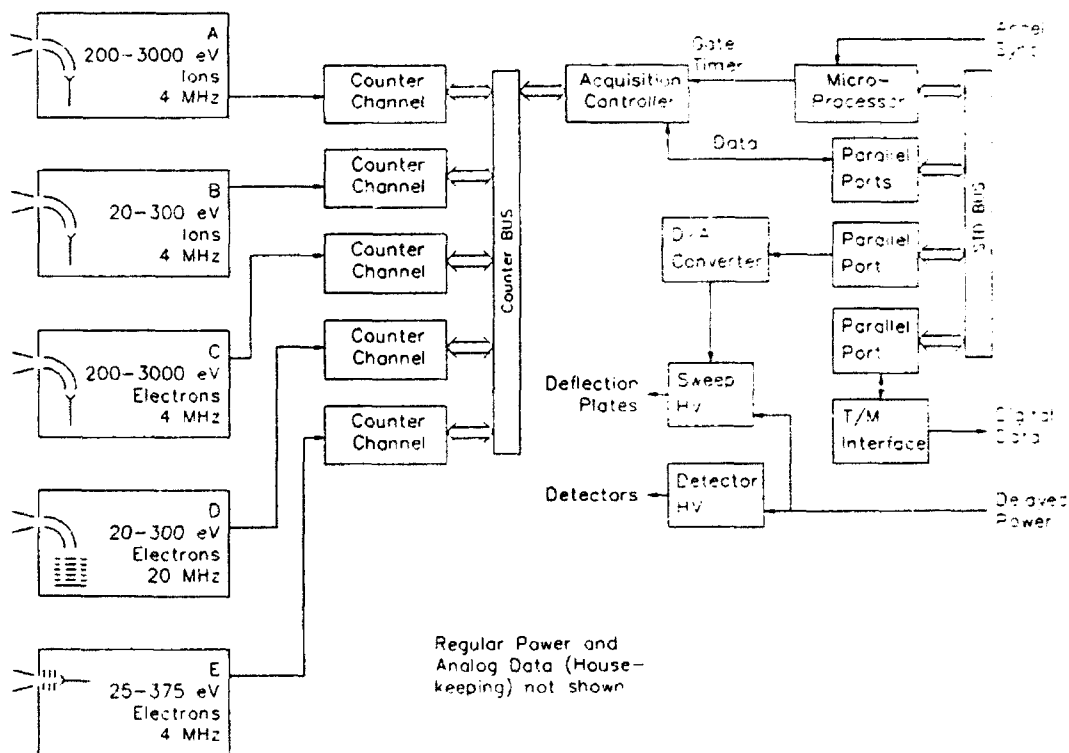 A
200-3000 eV
Ions
4 MHz
B
20-300 eV
Ions
4 MHz
C
200-3000 eV
Electrons
4 MHz
D
20-300 eV
Electrons
20 MHz
E
25-375 eV
Electrons
4 MHz
Counter
Channel
Counter
Channel
Counter
Channel
Counter
Channel
Counter
Channel
Counter BUS
Acquisition
Controller
Gate
Timer
Micro-
Processor
Accel
Sync
Data
Parallel
Ports
STD BUS
D/A
Converter
Parallel
Port
Parallel
Port
Deflection
Plates
Sweep
HV
T/M
Interface
Digital
Data
Detectors
Detector
HV
Delayed
Power
Regular Power and
Analog Data (House-
keeping) not shown